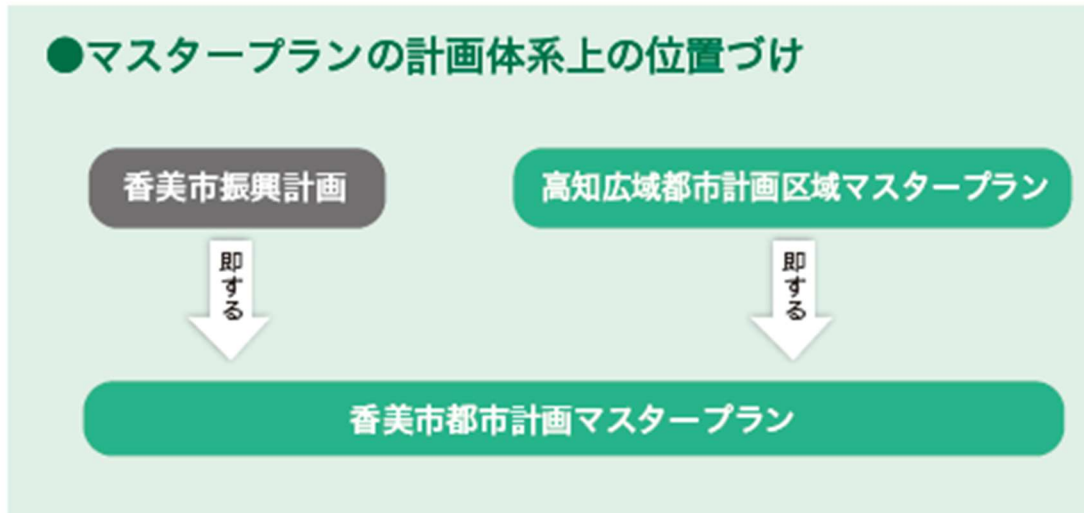 ●マスタープランの計画体系上の位置づけ
香美市振興計画
高知広域都市計画区域マスタープラン
即する
即する
香美市都市計画マスタープラン